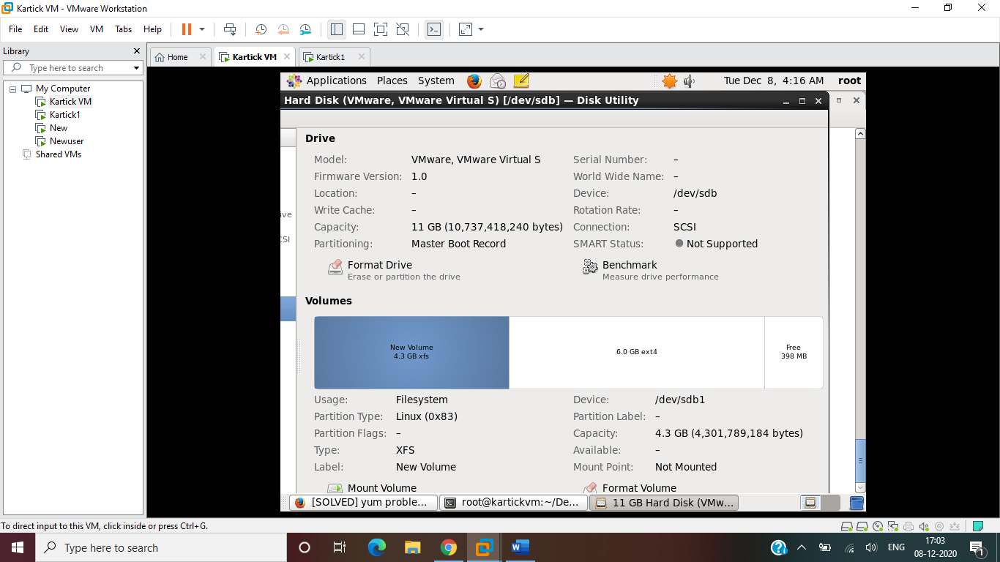 Kartick VM - VMware Workstation
File Edit View VM Tabs Help
Library
Type here to search
My Computer
Kartick VM
Kartick1
New
Newuser
Shared VMs
Home Kartick VM Kartick1
Applications Places System Tue Dec 8, 4:16 AM root
Hard Disk (VMware, VMware Virtual S) [/dev/sdb] — Disk Utility
ive
CSI
Drive
Model: VMware, VMware Virtual S Serial Number: –
Firmware Version: 1.0 World Wide Name: –
Location: – Device: /dev/sdb
Write Cache: – Rotation Rate: –
Capacity: 11 GB (10,737,418,240 bytes) Connection: SCSI
Partitioning: Master Boot Record SMART Status: Not Supported
Format Drive Benchmark
Erase or partition the drive Measure drive performance
Volumes
New Volume
4.3 GB xfs
6.0 GB ext4
Free
398 MB
Usage: Filesystem Device: /dev/sdb1
Partition Type: Linux (0x83) Partition Label: –
Partition Flags: – Capacity: 4.3 GB (4,301,789,184 bytes)
Type: XFS Available: –
Label: New Volume Mount Point: Not Mounted
Mount Volume Format Volume
[SOLVED] yum proble... root@kartickvm:~/De... 11 GB Hard Disk (VMw...
To direct input to this VM, click inside or press Ctrl+G.
Type here to search
ENG 17:03
08-12-2020
1